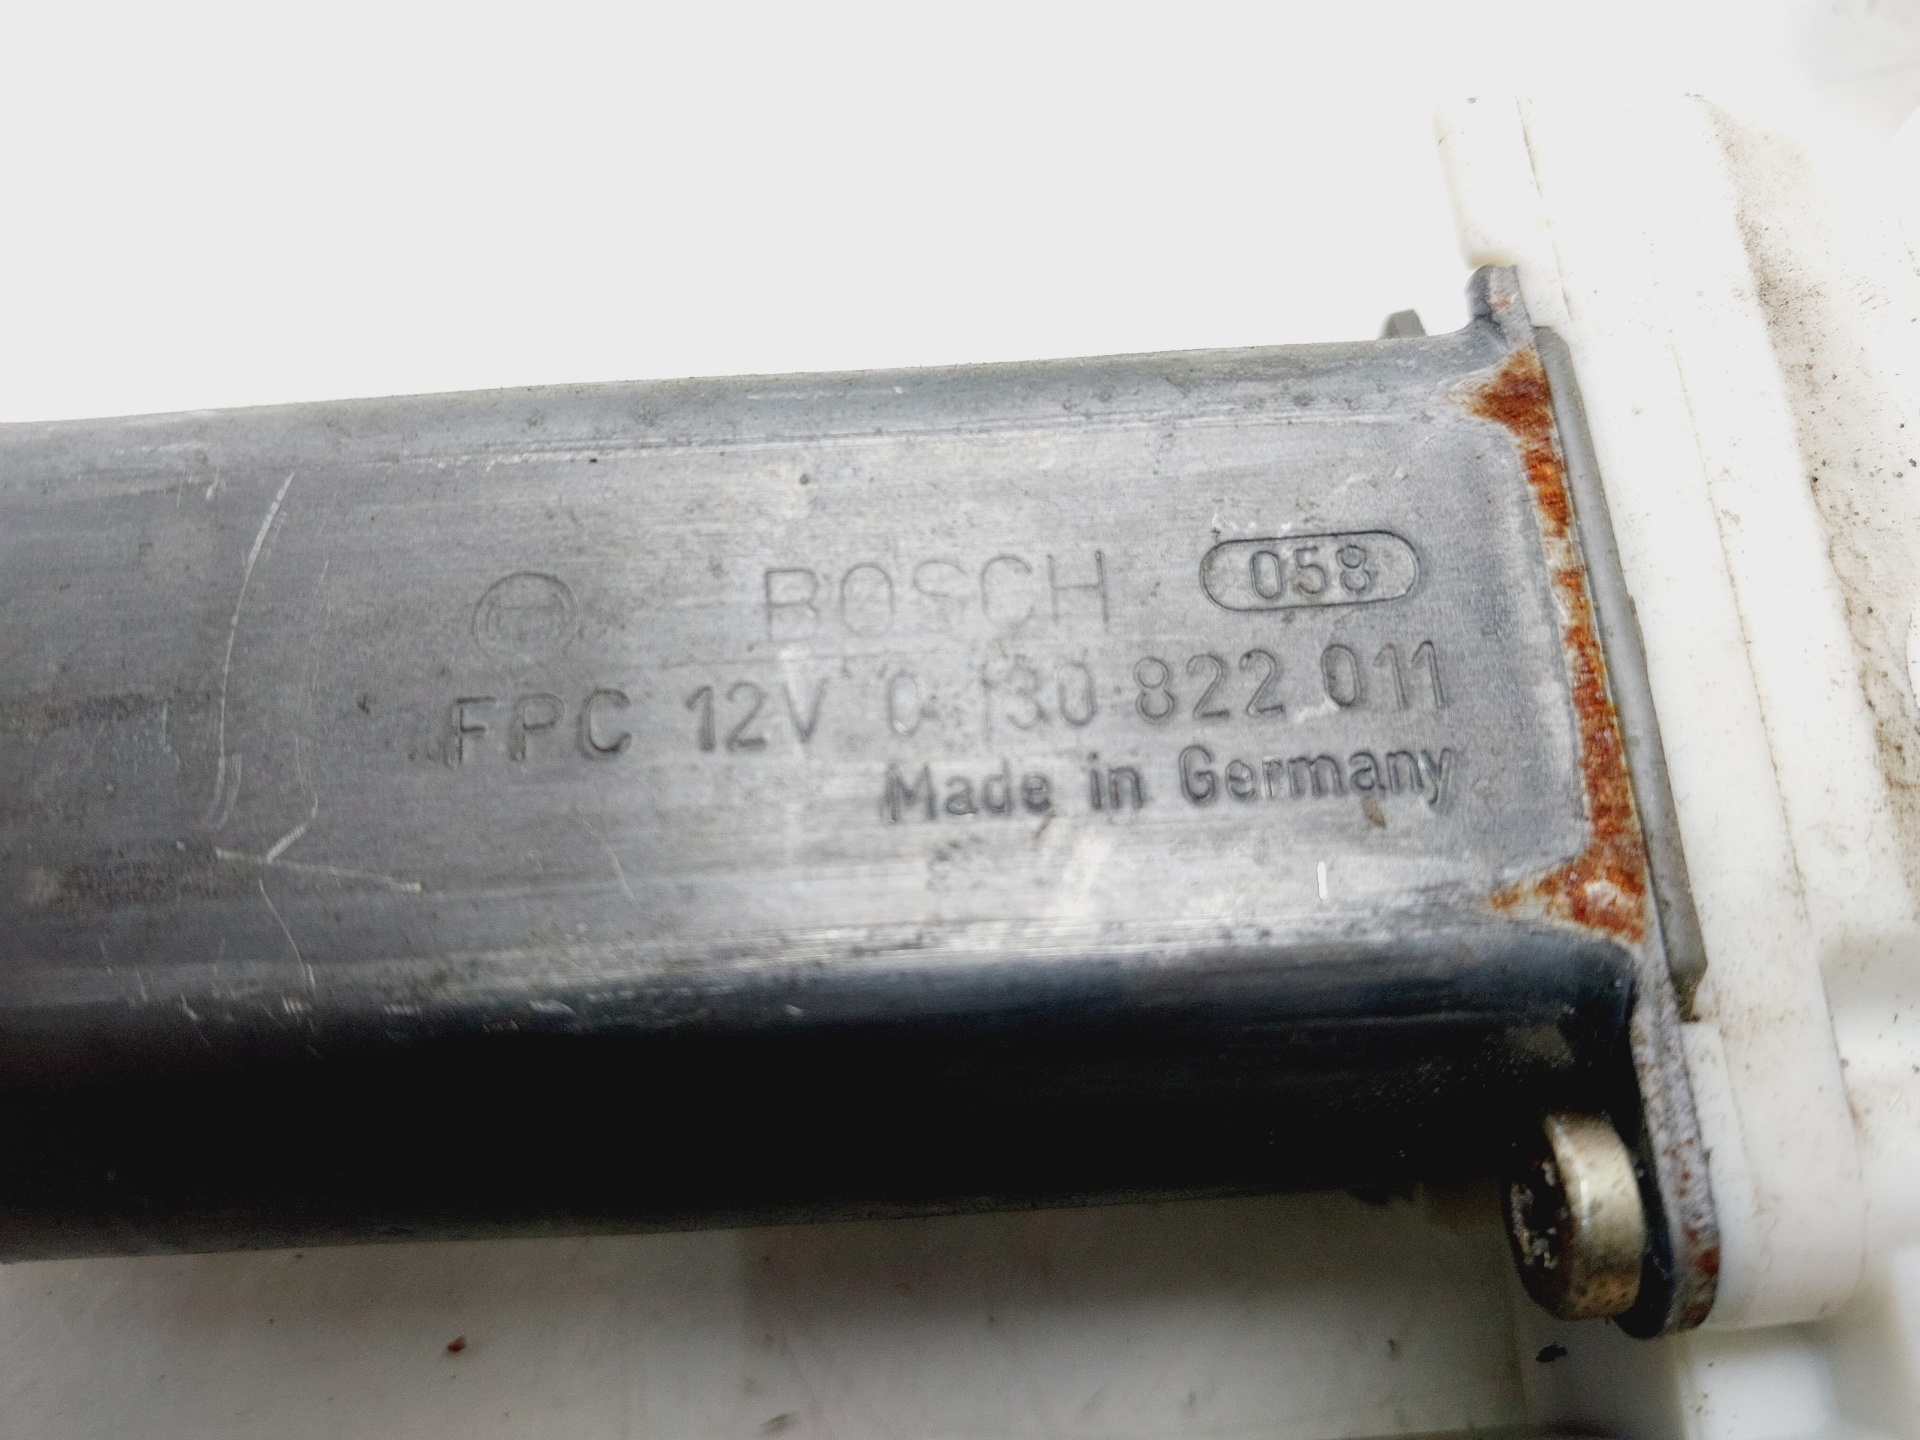 BOSCH 058
FPC 12V 0 130 822 011
Made in Germany